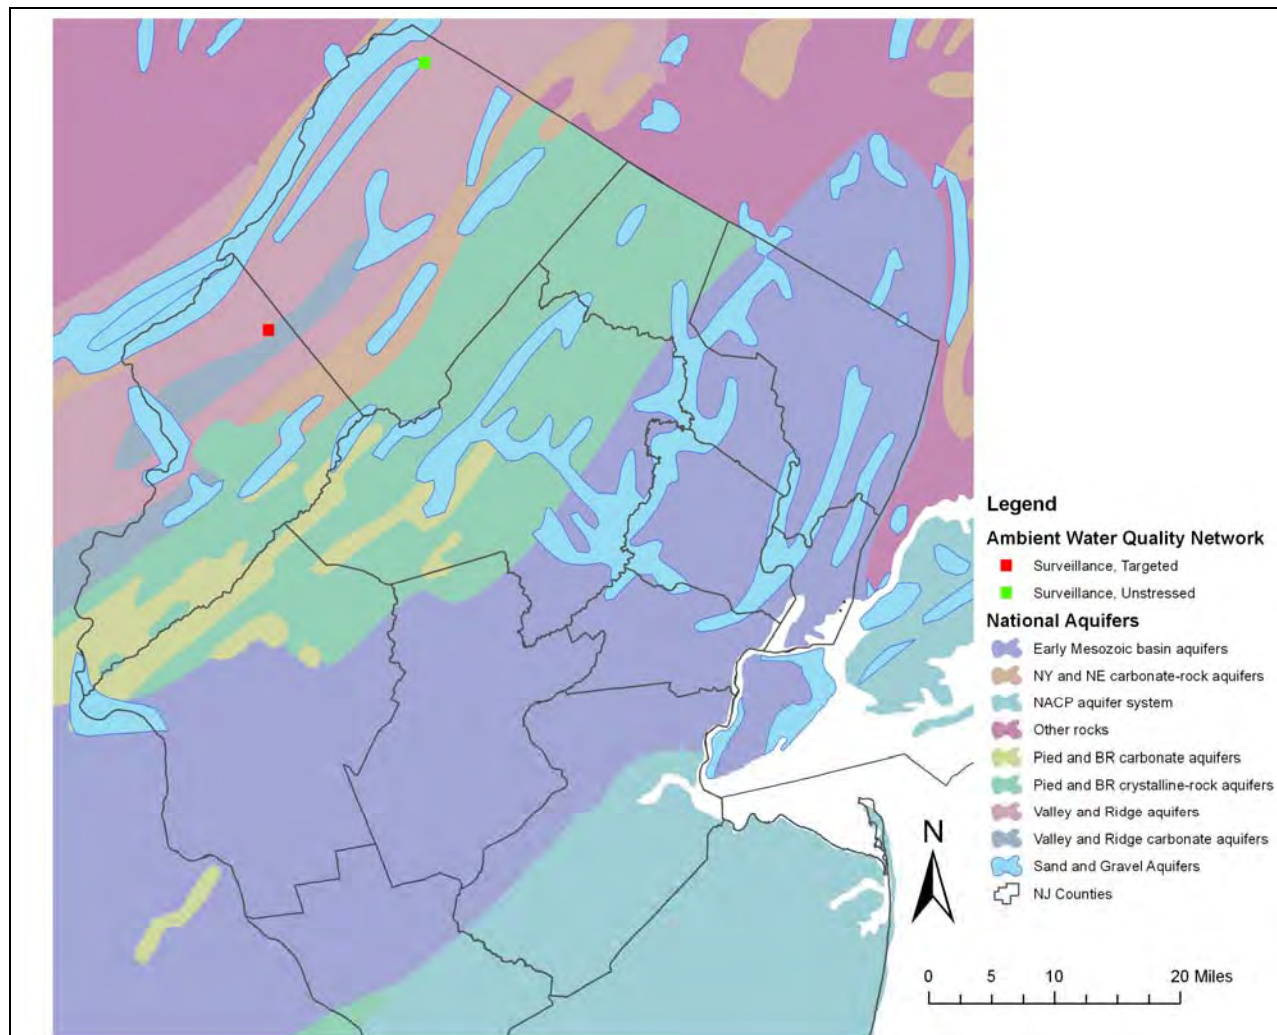 Legend
Ambient Water Quality Network
Surveillance, Targeted
Surveillance, Unstressed
National Aquifers
Early Mesozoic basin aquifers
NY and NE carbonate-rock aquifers
NACP aquifer system
Other rocks
Pied and BR carbonate aquifers
Pied and BR crystalline-rock aquifers
Valley and Ridge aquifers
Valley and Ridge carbonate aquifers
Sand and Gravel Aquifers
NJ Counties
N
0 5 10 20 Miles